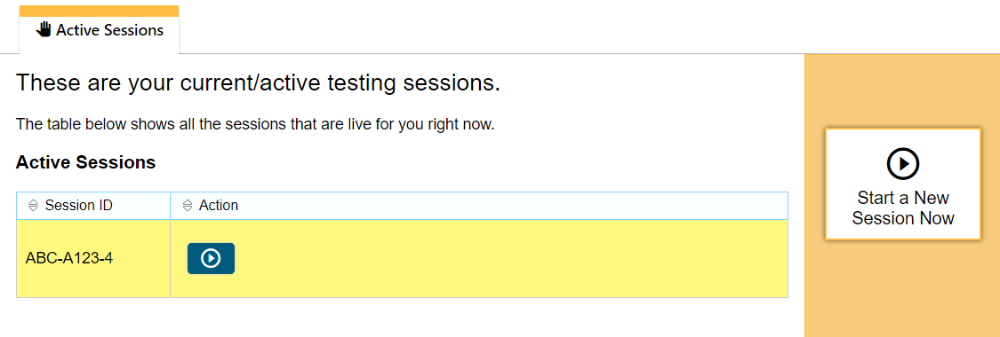 Active Sessions
These are your current/active testing sessions.
The table below shows all the sessions that are live for you right now.
Active Sessions
Session ID Action
ABC-A123-4
Start a New
Session Now